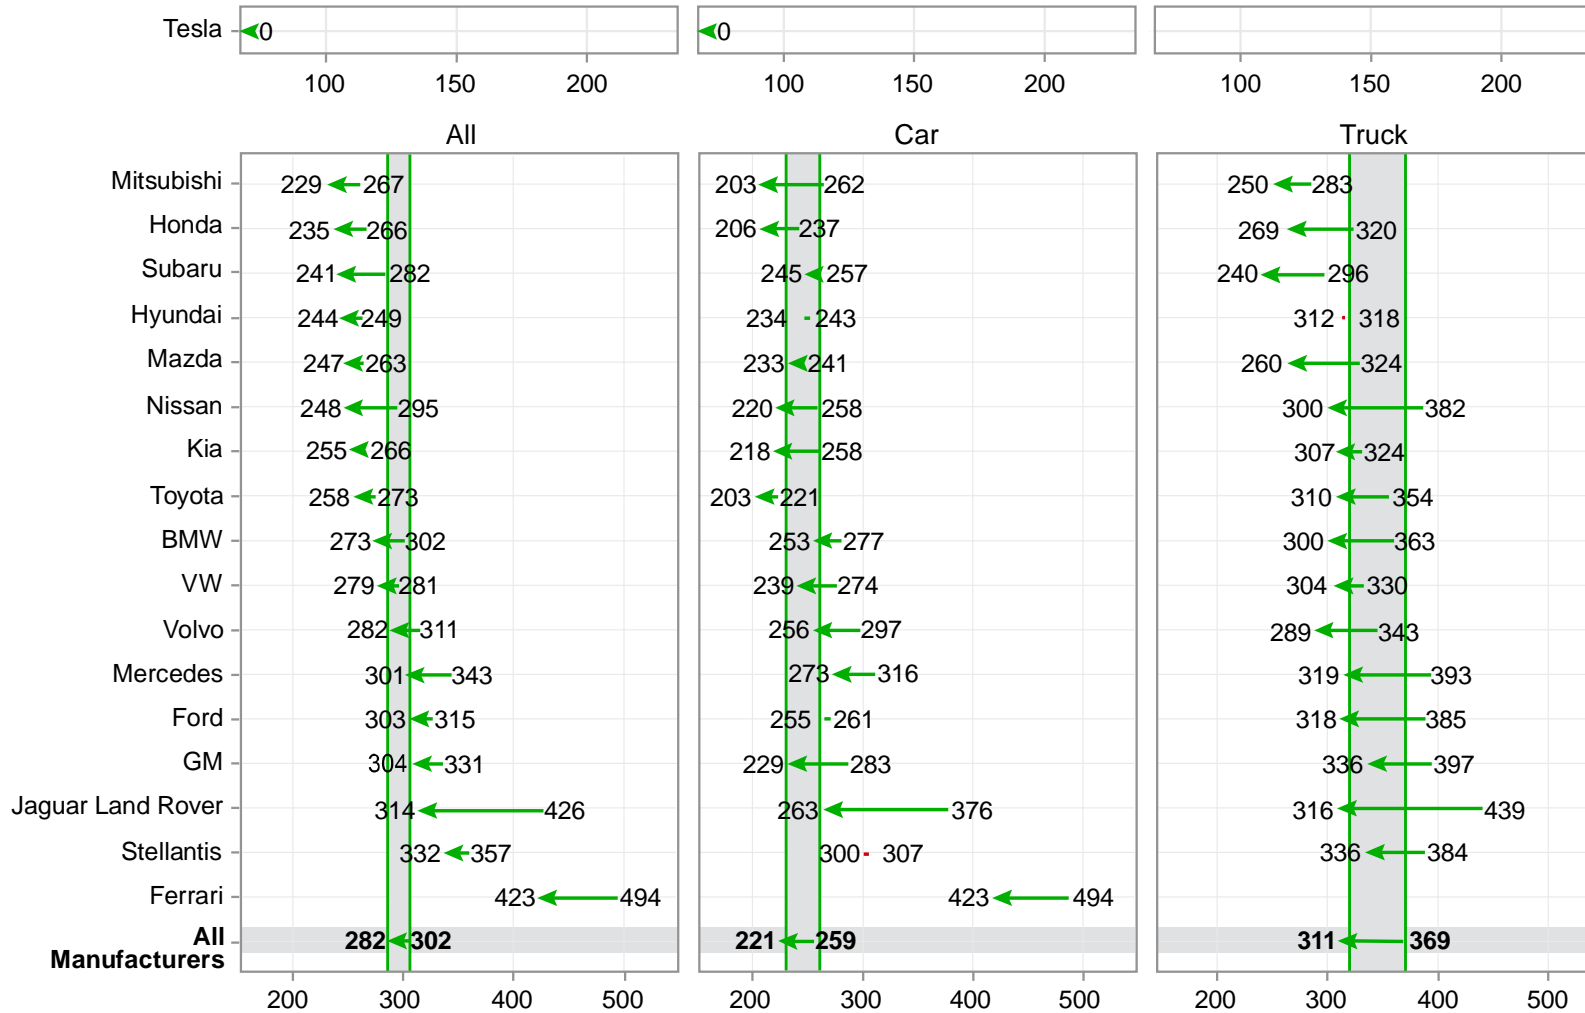 Tesla 0 0
100 150 200 100 150 200 100 150 200
All Car Truck
Mitsubishi 229 267 203 262 250 283
Honda 235 266 206 237 269 320
Subaru 241 282 245 257 240 296
Hyundai 244 249 234 243 312 318
Mazda 247 263 233 241 260 324
Nissan 248 295 220 258 300 382
Kia 255 266 218 258 307 324
Toyota 258 273 203 221 310 354
BMW 273 302 253 277 300 363
VW 279 281 239 274 304 330
Volvo 282 311 256 297 289 343
Mercedes 301 343 273 316 319 393
Ford 303 315 255 261 318 385
GM 304 331 229 283 336 397
Jaguar Land Rover 314 426 263 376 316 439
Stellantis 332 357 300 307 336 384
Ferrari 423 494 423 494
All
Manufacturers 282 302 221 259 311 369
200 300 400 500 200 300 400 500 200 300 400 500